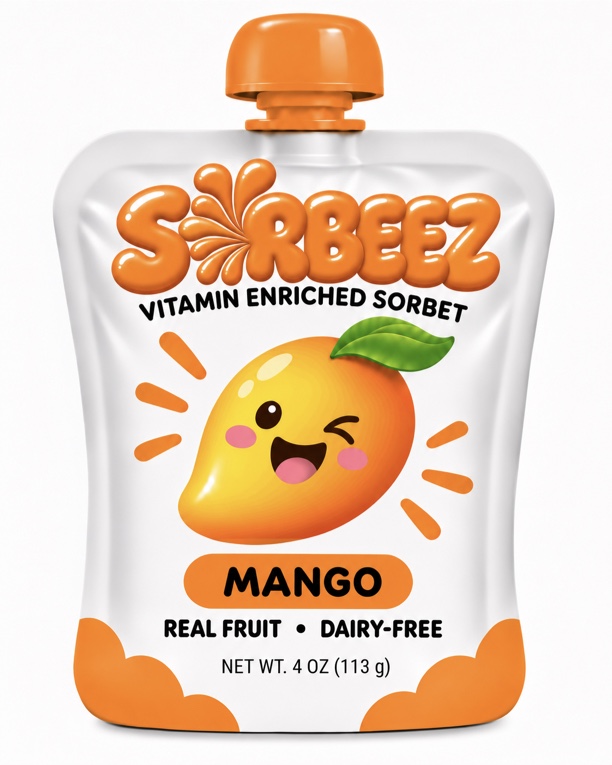 SORBEEZ
VITAMIN ENRICHED SORBET
MANGO
REAL FRUIT • DAIRY-FREE
NET WT. 4 OZ (113 g)